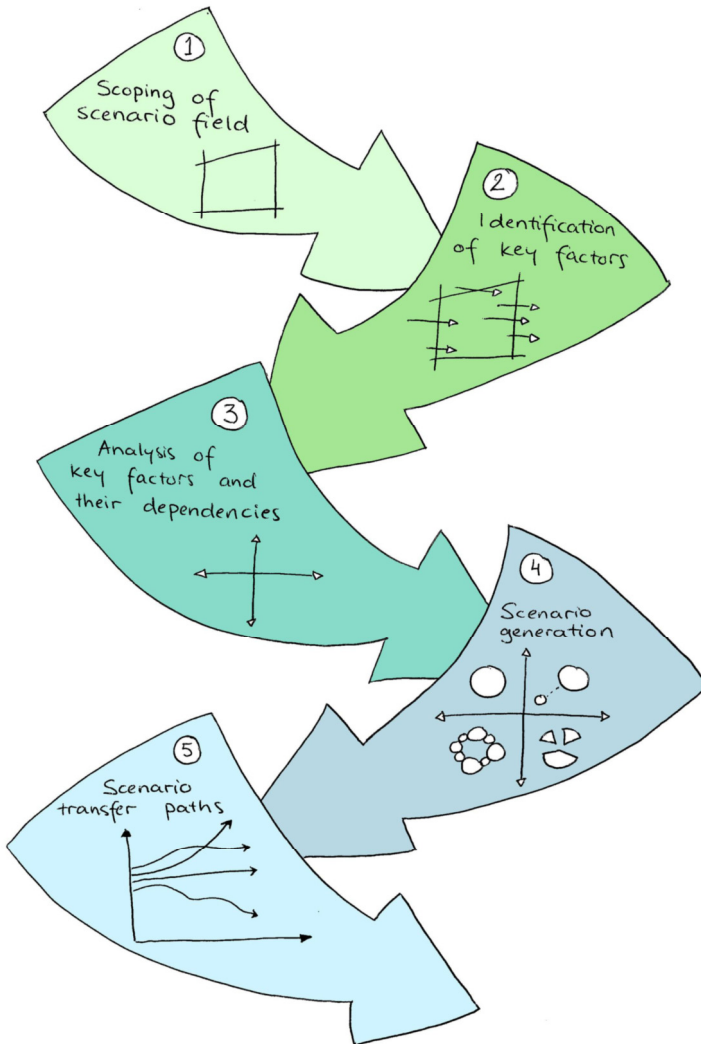 1
Scoping of
scenario field
2
Identification
of key factors
3
Analysis of
key factors and
their dependencies
4
Scenario
generation
5
Scenario
transfer paths